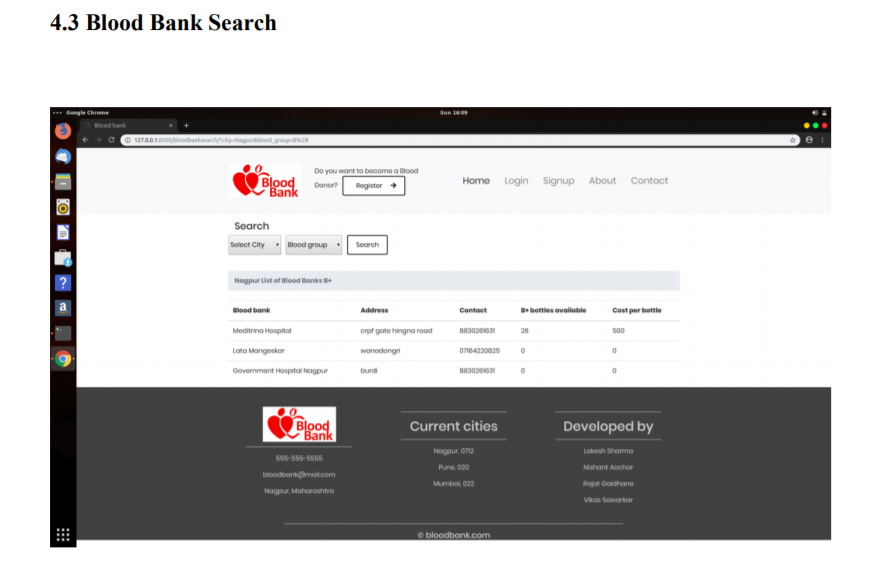 4.3 Blood Bank Search
Google Chrome
Sun 16:09
Blood bank
127.0.0.1:8000/bloodbanksearch/?city=Nagpur&blood_group=B%2B
Do you want to become a Blood
Donor? Register →
Blood
Bank
Home Login Signup About Contact
Search
Select City Blood group Search
Nagpur List of Blood Banks B+
Blood bank Address Contact B+ bottles available Cost per bottle
Meditrina Hospital crpf gate hingna road 8830261631 26 500
Lata Mangeskar wanadongri 07164220825 0 0
Government Hospital Nagpur burdi 8830261631 0 0
Blood
Bank
555-555-5555
bloodbank@mail.com
Nagpur, Maharashtra
Current cities
Nagpur, 0712
Pune, 020
Mumbai, 022
Developed by
Lokesh Sharma
Nishant Aochar
Rajat Gaidhane
Vikas Sawarkar
© bloodbank.com